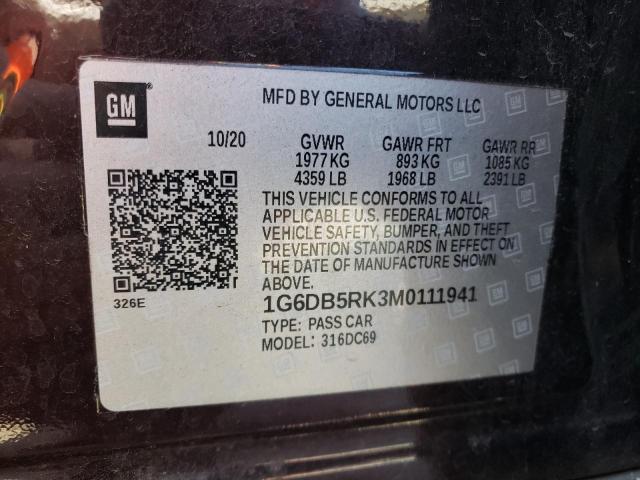 GM
MFD BY GENERAL MOTORS LLC
10/20 GVWR GAWR FRT GAWR RR
1977 KG 893 KG 1085 KG
4359 LB 1968 LB 2391 LB
THIS VEHICLE CONFORMS TO ALL
APPLICABLE U.S. FEDERAL MOTOR
VEHICLE SAFETY, BUMPER, AND THEFT
PREVENTION STANDARDS IN EFFECT ON
THE DATE OF MANUFACTURE SHOWN
ABOVE.
326E
1G6DB5RK3M0111941
TYPE: PASS CAR
MODEL: 316DC69